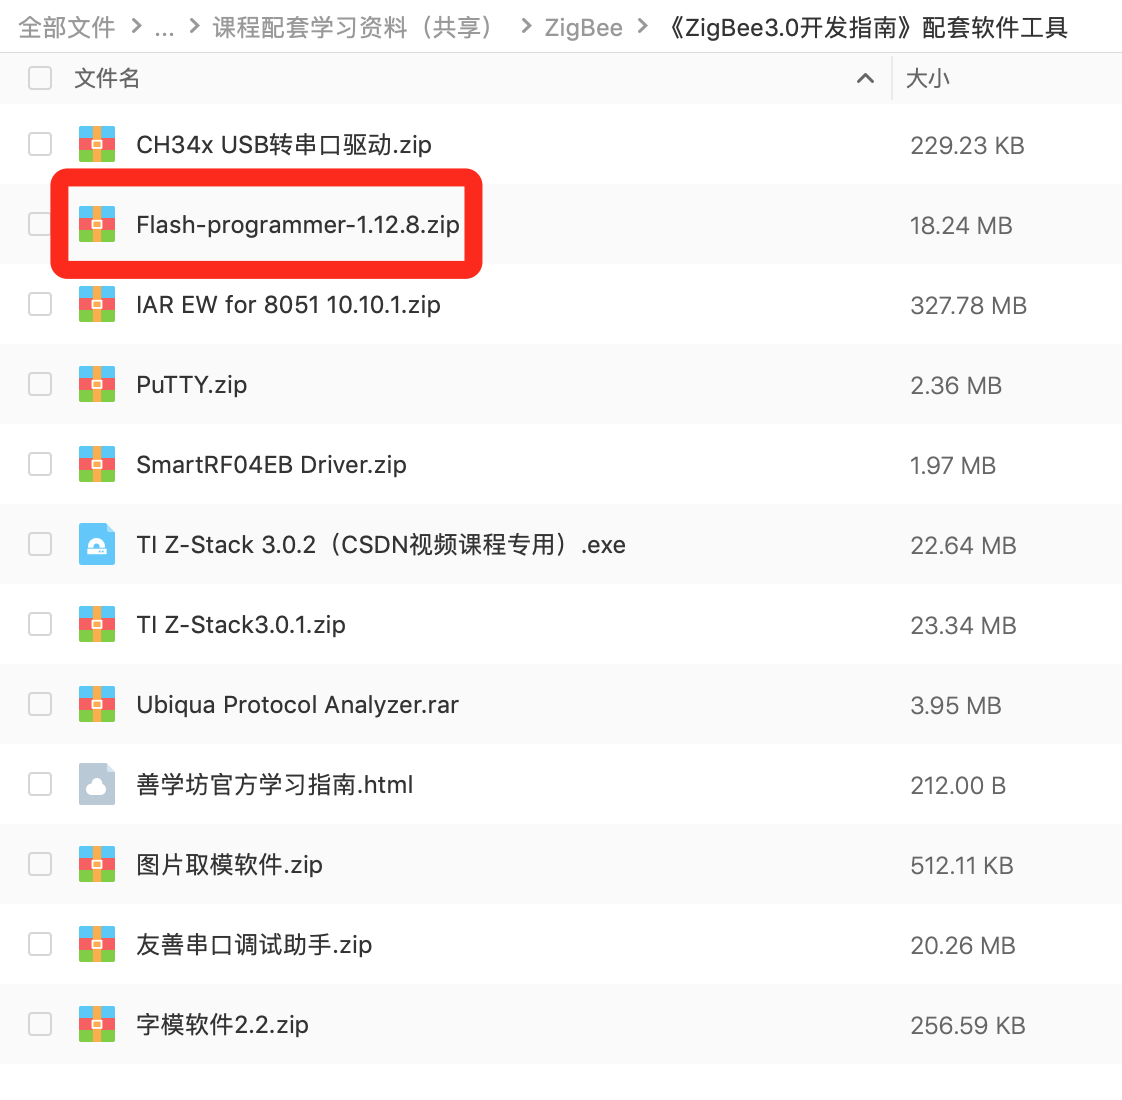 全部文件 > ... > 课程配套学习资料（共享） > ZigBee > 《ZigBee3.0开发指南》配套软件工具
文件名 大小
CH34x USB转串口驱动.zip 229.23 KB
Flash-programmer-1.12.8.zip 18.24 MB
IAR EW for 8051 10.10.1.zip 327.78 MB
PuTTY.zip 2.36 MB
SmartRF04EB Driver.zip 1.97 MB
TI Z-Stack 3.0.2（CSDN视频课程专用）.exe 22.64 MB
TI Z-Stack3.0.1.zip 23.34 MB
Ubiqua Protocol Analyzer.rar 3.95 MB
善学坊官方学习指南.html 212.00 B
图片取模软件.zip 512.11 KB
友善串口调试助手.zip 20.26 MB
字模软件2.2.zip 256.59 KB